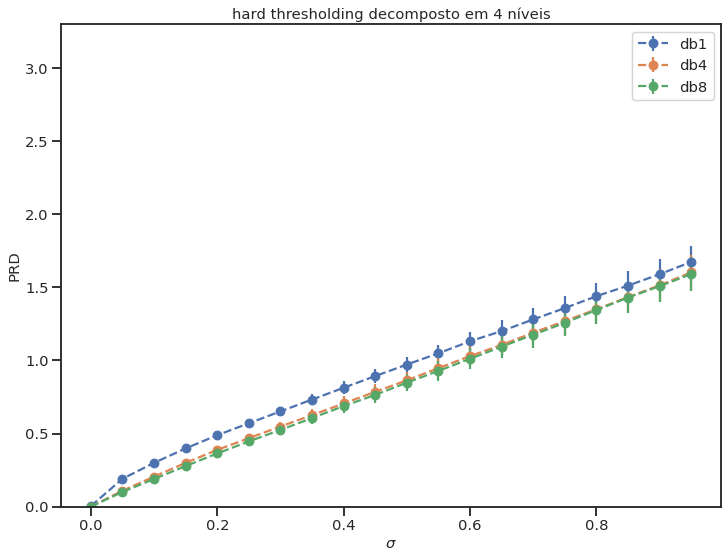 hard thresholding decomposto em 4 níveis
db1
db4
db8
PRD
3.0
2.5
2.0
1.5
1.0
0.5
0.0
0.0 0.2 0.4 0.6 0.8
σ